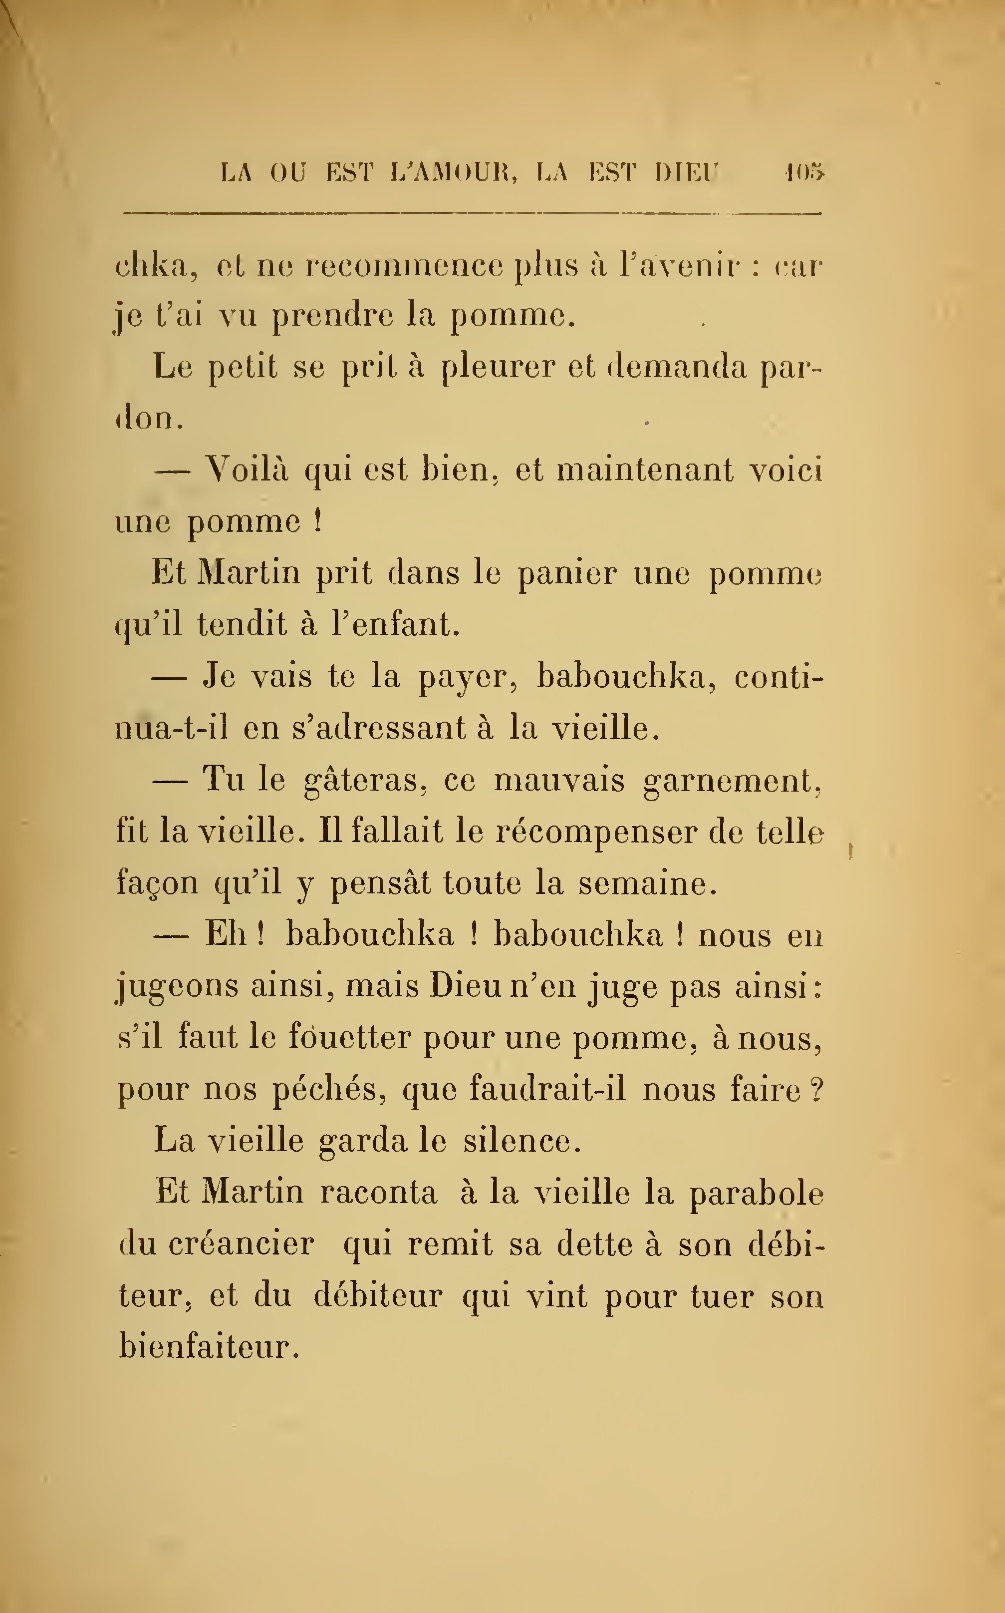 LA OU EST L'AMOUR, LA EST DIEU 105
chka, et ne recommence plus à l'avenir : car
je t'ai vu prendre la pomme.
Le petit se prit à pleurer et demanda par-
don.
— Voilà qui est bien, et maintenant voici
une pomme !
Et Martin prit dans le panier une pomme
qu'il tendit à l'enfant.
— Je vais te la payer, babouchka, conti-
nua-t-il en s'adressant à la vieille.
— Tu le gâteras, ce mauvais garnement,
fit la vieille. Il fallait le récompenser de telle
façon qu'il y pensât toute la semaine.
— Eh ! babouchka ! babouchka ! nous en
jugeons ainsi, mais Dieu n'en juge pas ainsi :
s'il faut le fouetter pour une pomme, à nous,
pour nos péchés, que faudrait-il nous faire ?
La vieille garda le silence.
Et Martin raconta à la vieille la parabole
du créancier qui remit sa dette à son débi-
teur, et du débiteur qui vint pour tuer son
bienfaiteur.